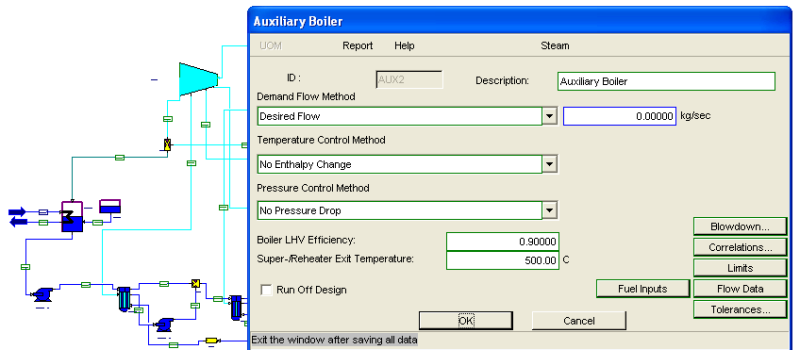 Auxiliary Boiler
UOM Report Help Steam
ID : AUX2 Description: Auxiliary Boiler
Demand Flow Method
Desired Flow 0.00000 kg/sec
Temperature Control Method
No Enthalpy Change
Pressure Control Method
No Pressure Drop
Blowdown...
Boiler LHV Efficiency: 0.90000 Correlations...
Super-/Reheater Exit Temperature: 500.00 C Limits
Run Off Design Fuel Inputs Flow Data
Tolerances...
OK Cancel
Exit the window after saving all data